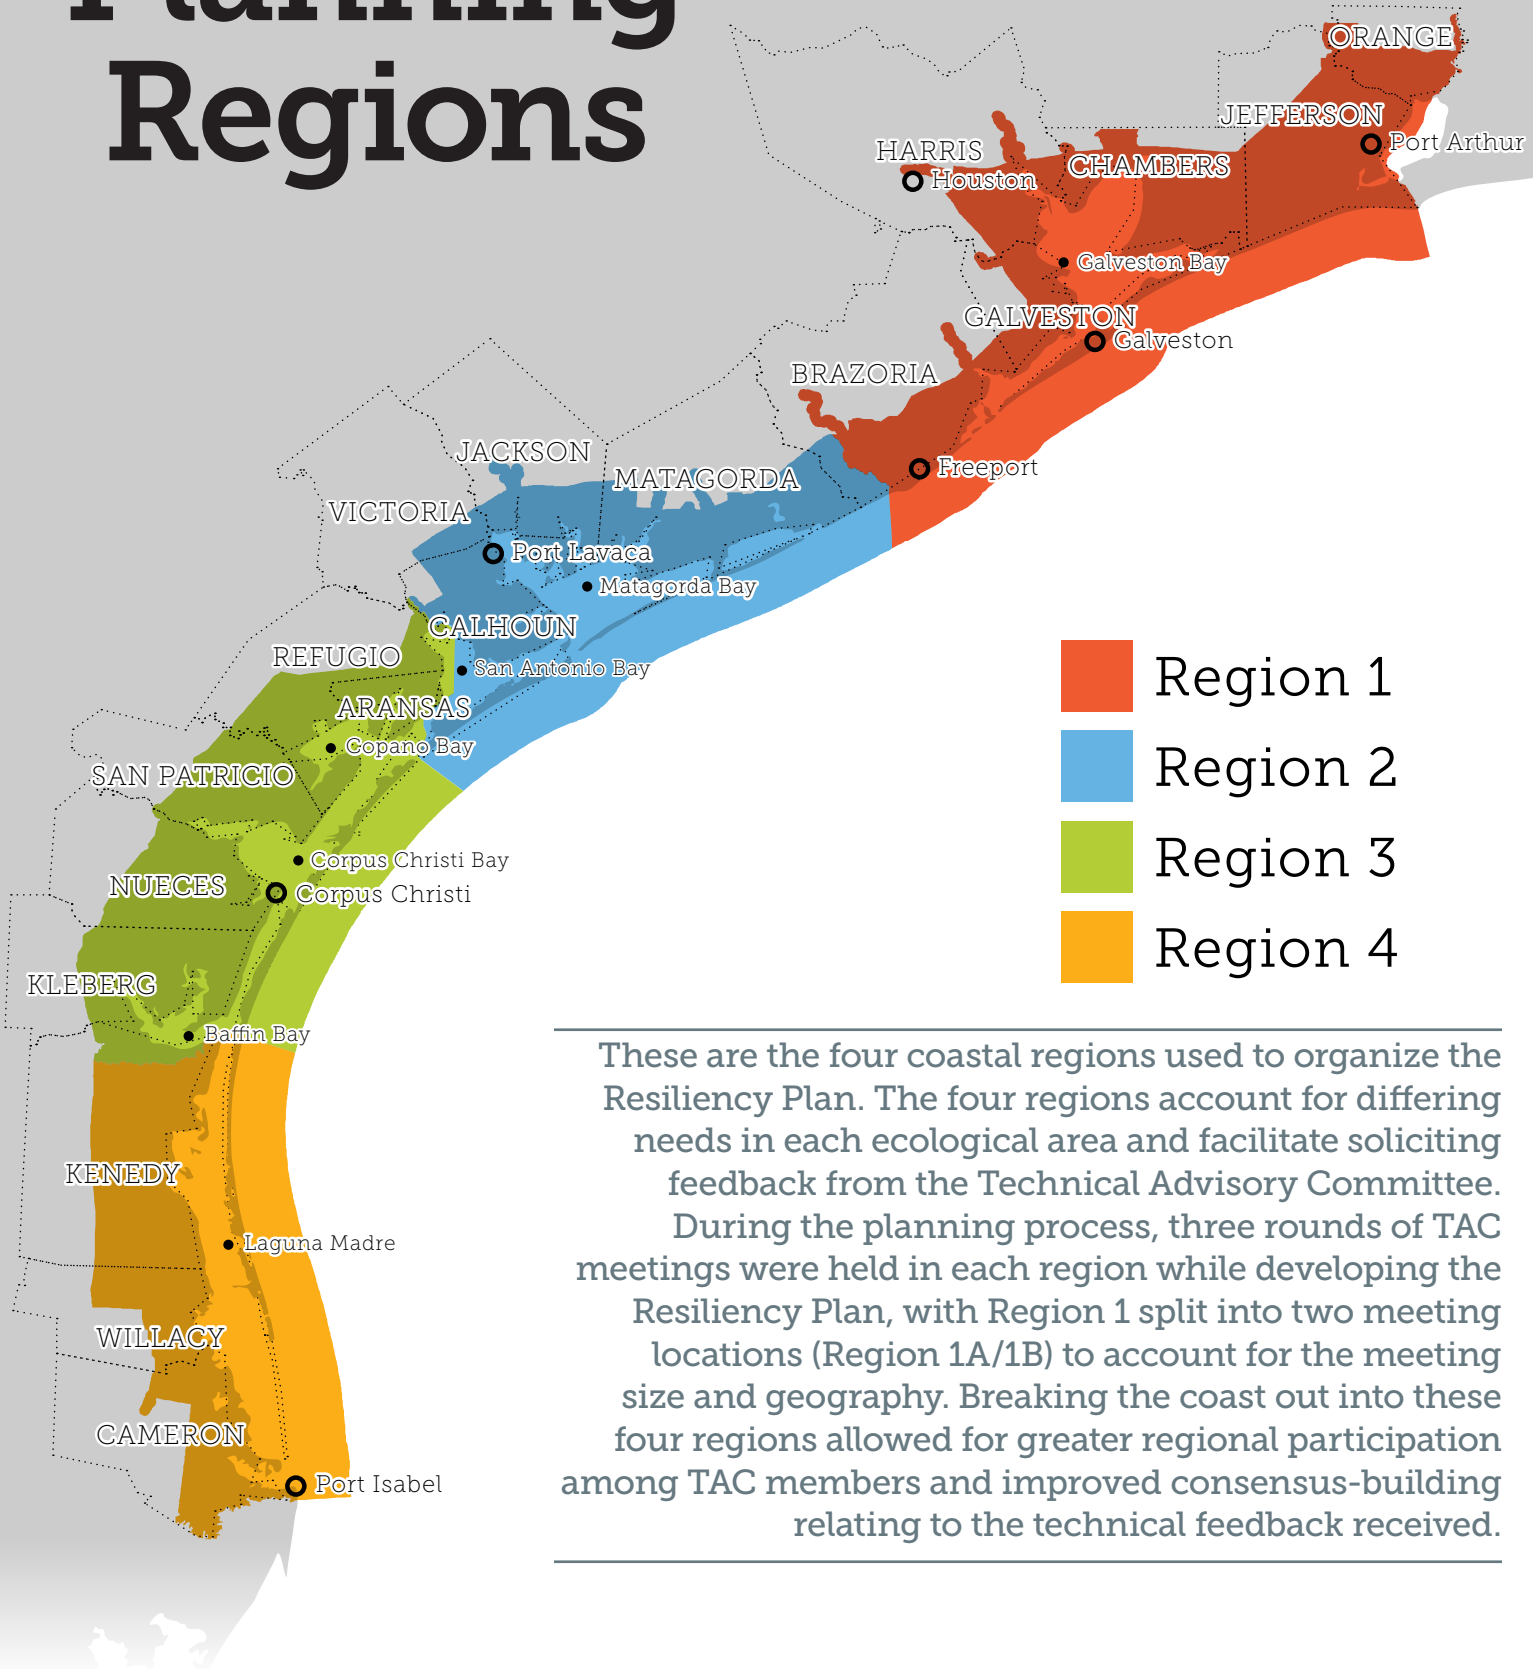 Planning
Regions
ORANGE
JEFFERSON
Port Arthur
HARRIS
Houston
CHAMBERS
Galveston Bay
GALVESTON
Galveston
BRAZORIA
Freeport
JACKSON
MATAGORDA
VICTORIA
Port Lavaca
Matagorda Bay
CALHOUN
REFUGIO
San Antonio Bay
ARANSAS
Copano Bay
SAN PATRICIO
Corpus Christi Bay
NUECES
Corpus Christi
KLEBERG
Baffin Bay
KENEDY
Laguna Madre
WILLACY
CAMERON
Port Isabel
Region 1
Region 2
Region 3
Region 4
These are the four coastal regions used to organize the
Resiliency Plan. The four regions account for differing
needs in each ecological area and facilitate soliciting
feedback from the Technical Advisory Committee.
During the planning process, three rounds of TAC
meetings were held in each region while developing the
Resiliency Plan, with Region 1 split into two meeting
locations (Region 1A/1B) to account for the meeting
size and geography. Breaking the coast out into these
four regions allowed for greater regional participation
among TAC members and improved consensus-building
relating to the technical feedback received.